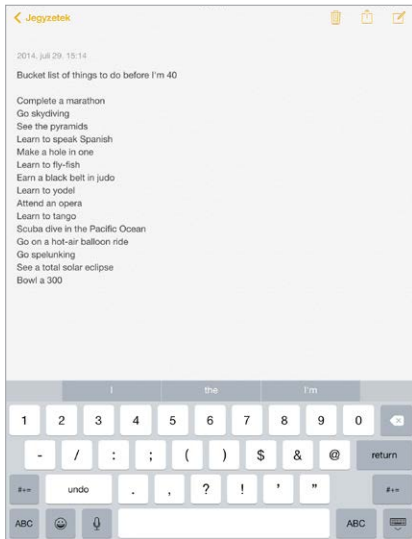 Jegyzetek
2014. júl 29. 15:14
Bucket list of things to do before I'm 40
Complete a marathon
Go skydiving
See the pyramids
Learn to speak Spanish
Make a hole in one
Learn to fly-fish
Earn a black belt in judo
Learn to yodel
Attend an opera
Learn to tango
Scuba dive in the Pacific Ocean
Go on a hot-air balloon ride
Go spelunking
See a total solar eclipse
Bowl a 300
I the I'm
1 2 3 4 5 6 7 8 9 0
- / : ; ( ) $ & @ return
#+= undo . , ? ! ' " #+=
ABC ABC